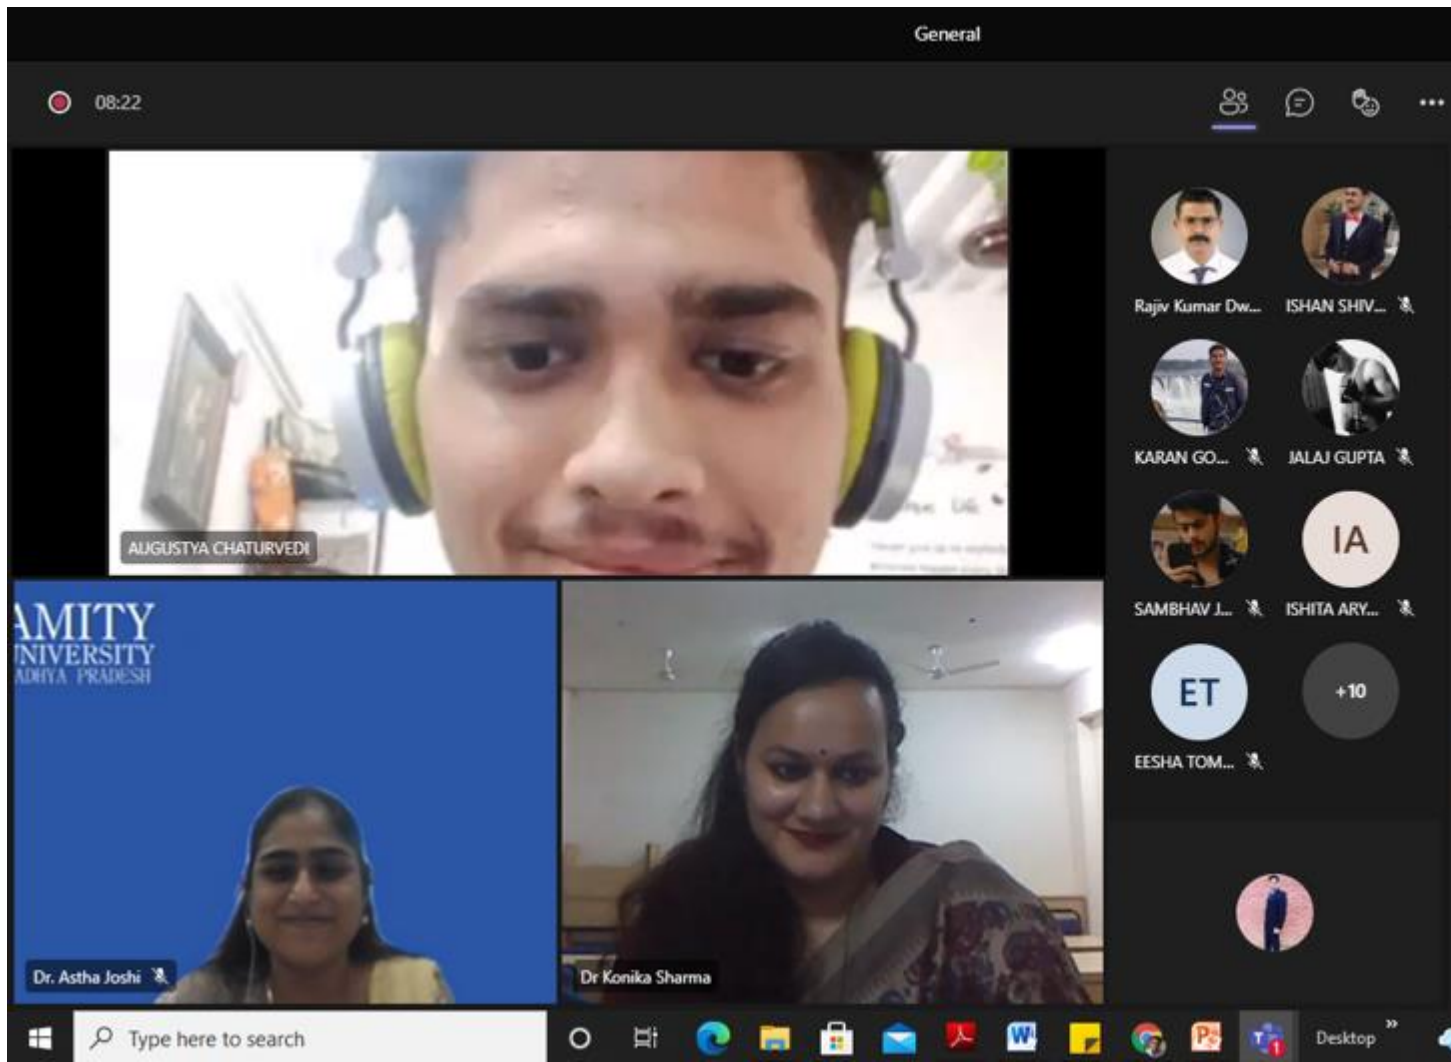 General
08:22
AUGUSTYA CHATURVEDI
Rajiv Kumar Dw...
ISHAN SHIV...
KARAN GO...
JALAJ GUPTA
SAMBHAV J...
IA
ISHITA ARY...
ET
+10
EESHA TOM...
AMITY
UNIVERSITY
ADHYA PRADESH
Dr. Astha Joshi
Dr Konika Sharma
Type here to search
Desktop